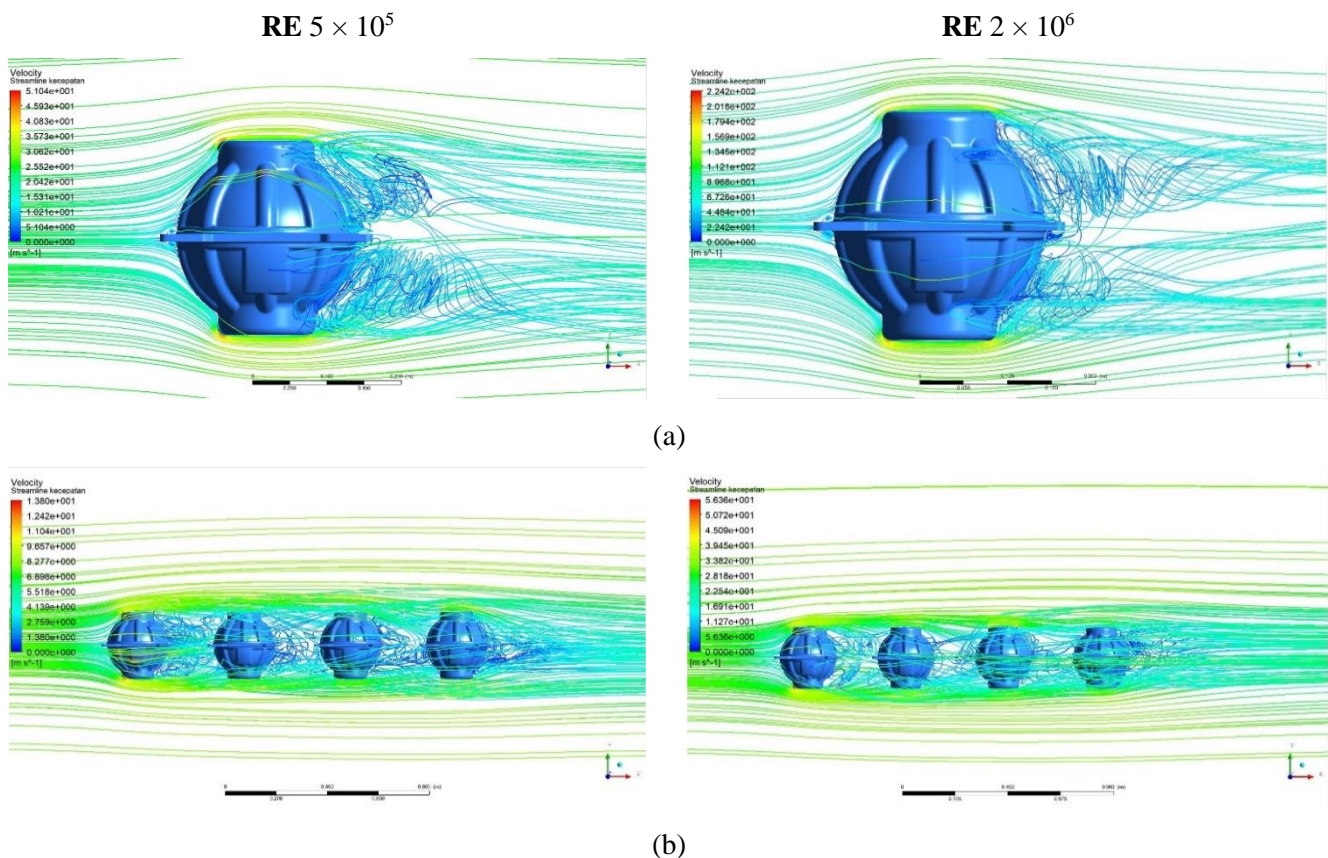 RE 5 × 10⁵
RE 2 × 10⁶
Velocity
Streamline kecepatan
5.104e+001
4.593e+001
4.083e+001
3.573e+001
3.062e+001
2.552e+001
2.042e+001
1.531e+001
1.021e+001
5.104e+000
0.000e+000
[m s^-1]
Velocity
Streamline kecepatan
2.242e+002
2.018e+002
1.794e+002
1.569e+002
1.345e+002
1.121e+002
8.968e+001
6.726e+001
4.484e+001
2.242e+001
0.000e+000
[m s^-1]
(a)
Velocity
Streamline kecepatan
1.380e+001
1.242e+001
1.104e+001
9.657e+000
8.277e+000
6.898e+000
5.518e+000
4.139e+000
2.759e+000
1.380e+000
0.000e+000
[m s^-1]
Velocity
Streamline kecepatan
5.636e+001
5.072e+001
4.509e+001
3.945e+001
3.382e+001
2.818e+001
2.254e+001
1.691e+001
1.127e+001
5.636e+000
0.000e+000
[m s^-1]
(b)